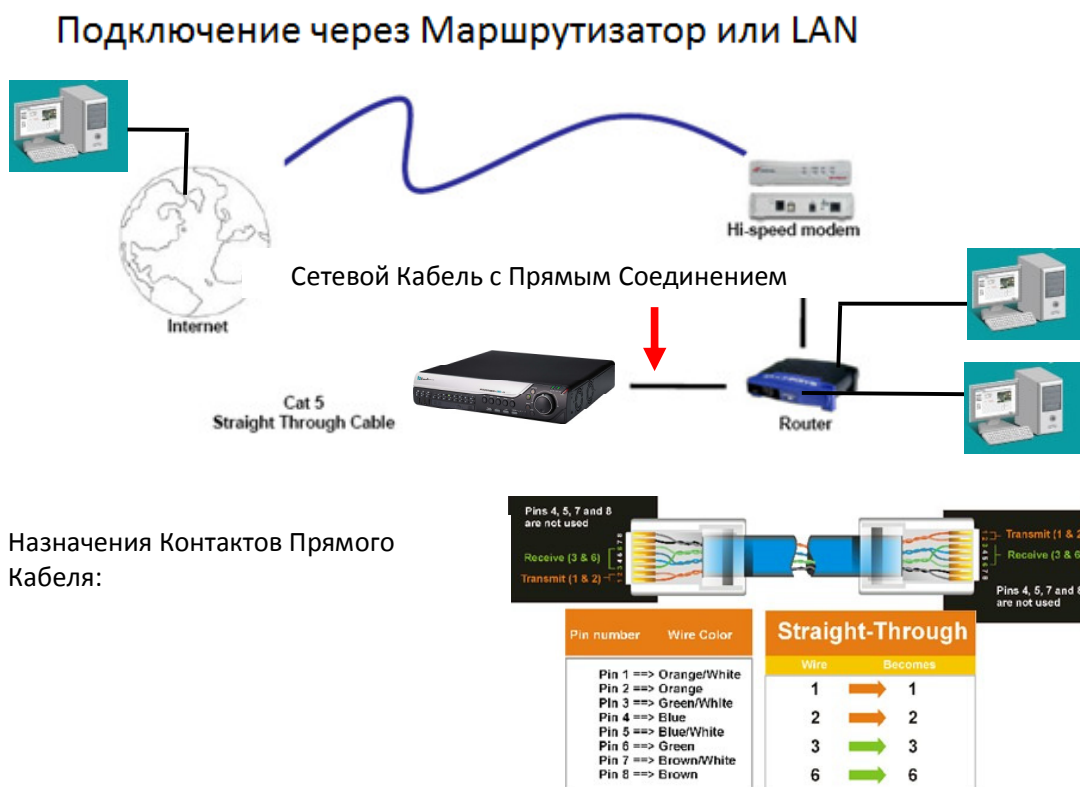 Подключение через Маршрутизатор или LAN
Hi-speed modem
Сетевой Кабель с Прямым Соединением
Internet
Cat 5
Straight Through Cable
Router
Назначения Контактов Прямого
Кабеля:
Pins 4, 5, 7 and 8
are not used
Receive (3 & 6)
Transmit (1 & 2)
Transmit (1 & 2
Receive (3 & 6
Pins 4, 5, 7 and 8
are not used
Pin number Wire Color
Pin 1 ==> Orange/White
Pin 2 ==> Orange
Pin 3 ==> Green/White
Pin 4 ==> Blue
Pin 5 ==> Blue/White
Pin 6 ==> Green
Pin 7 ==> Brown/White
Pin 8 ==> Brown
Straight-Through
Wire Becomes
1 1
2 2
3 3
6 6